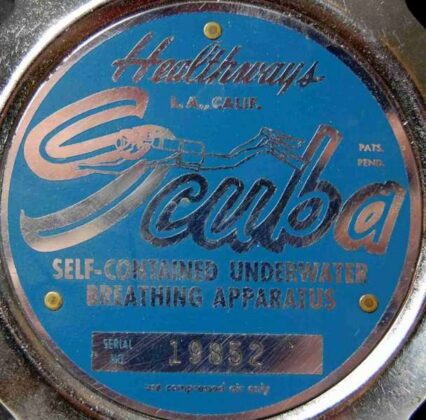 Healthways
L.A., CALIF.
PATS.
PEND.
Scuba
SELF-CONTAINED UNDERWATER
BREATHING APPARATUS
SERIAL
NO. 19852
use compressed air only